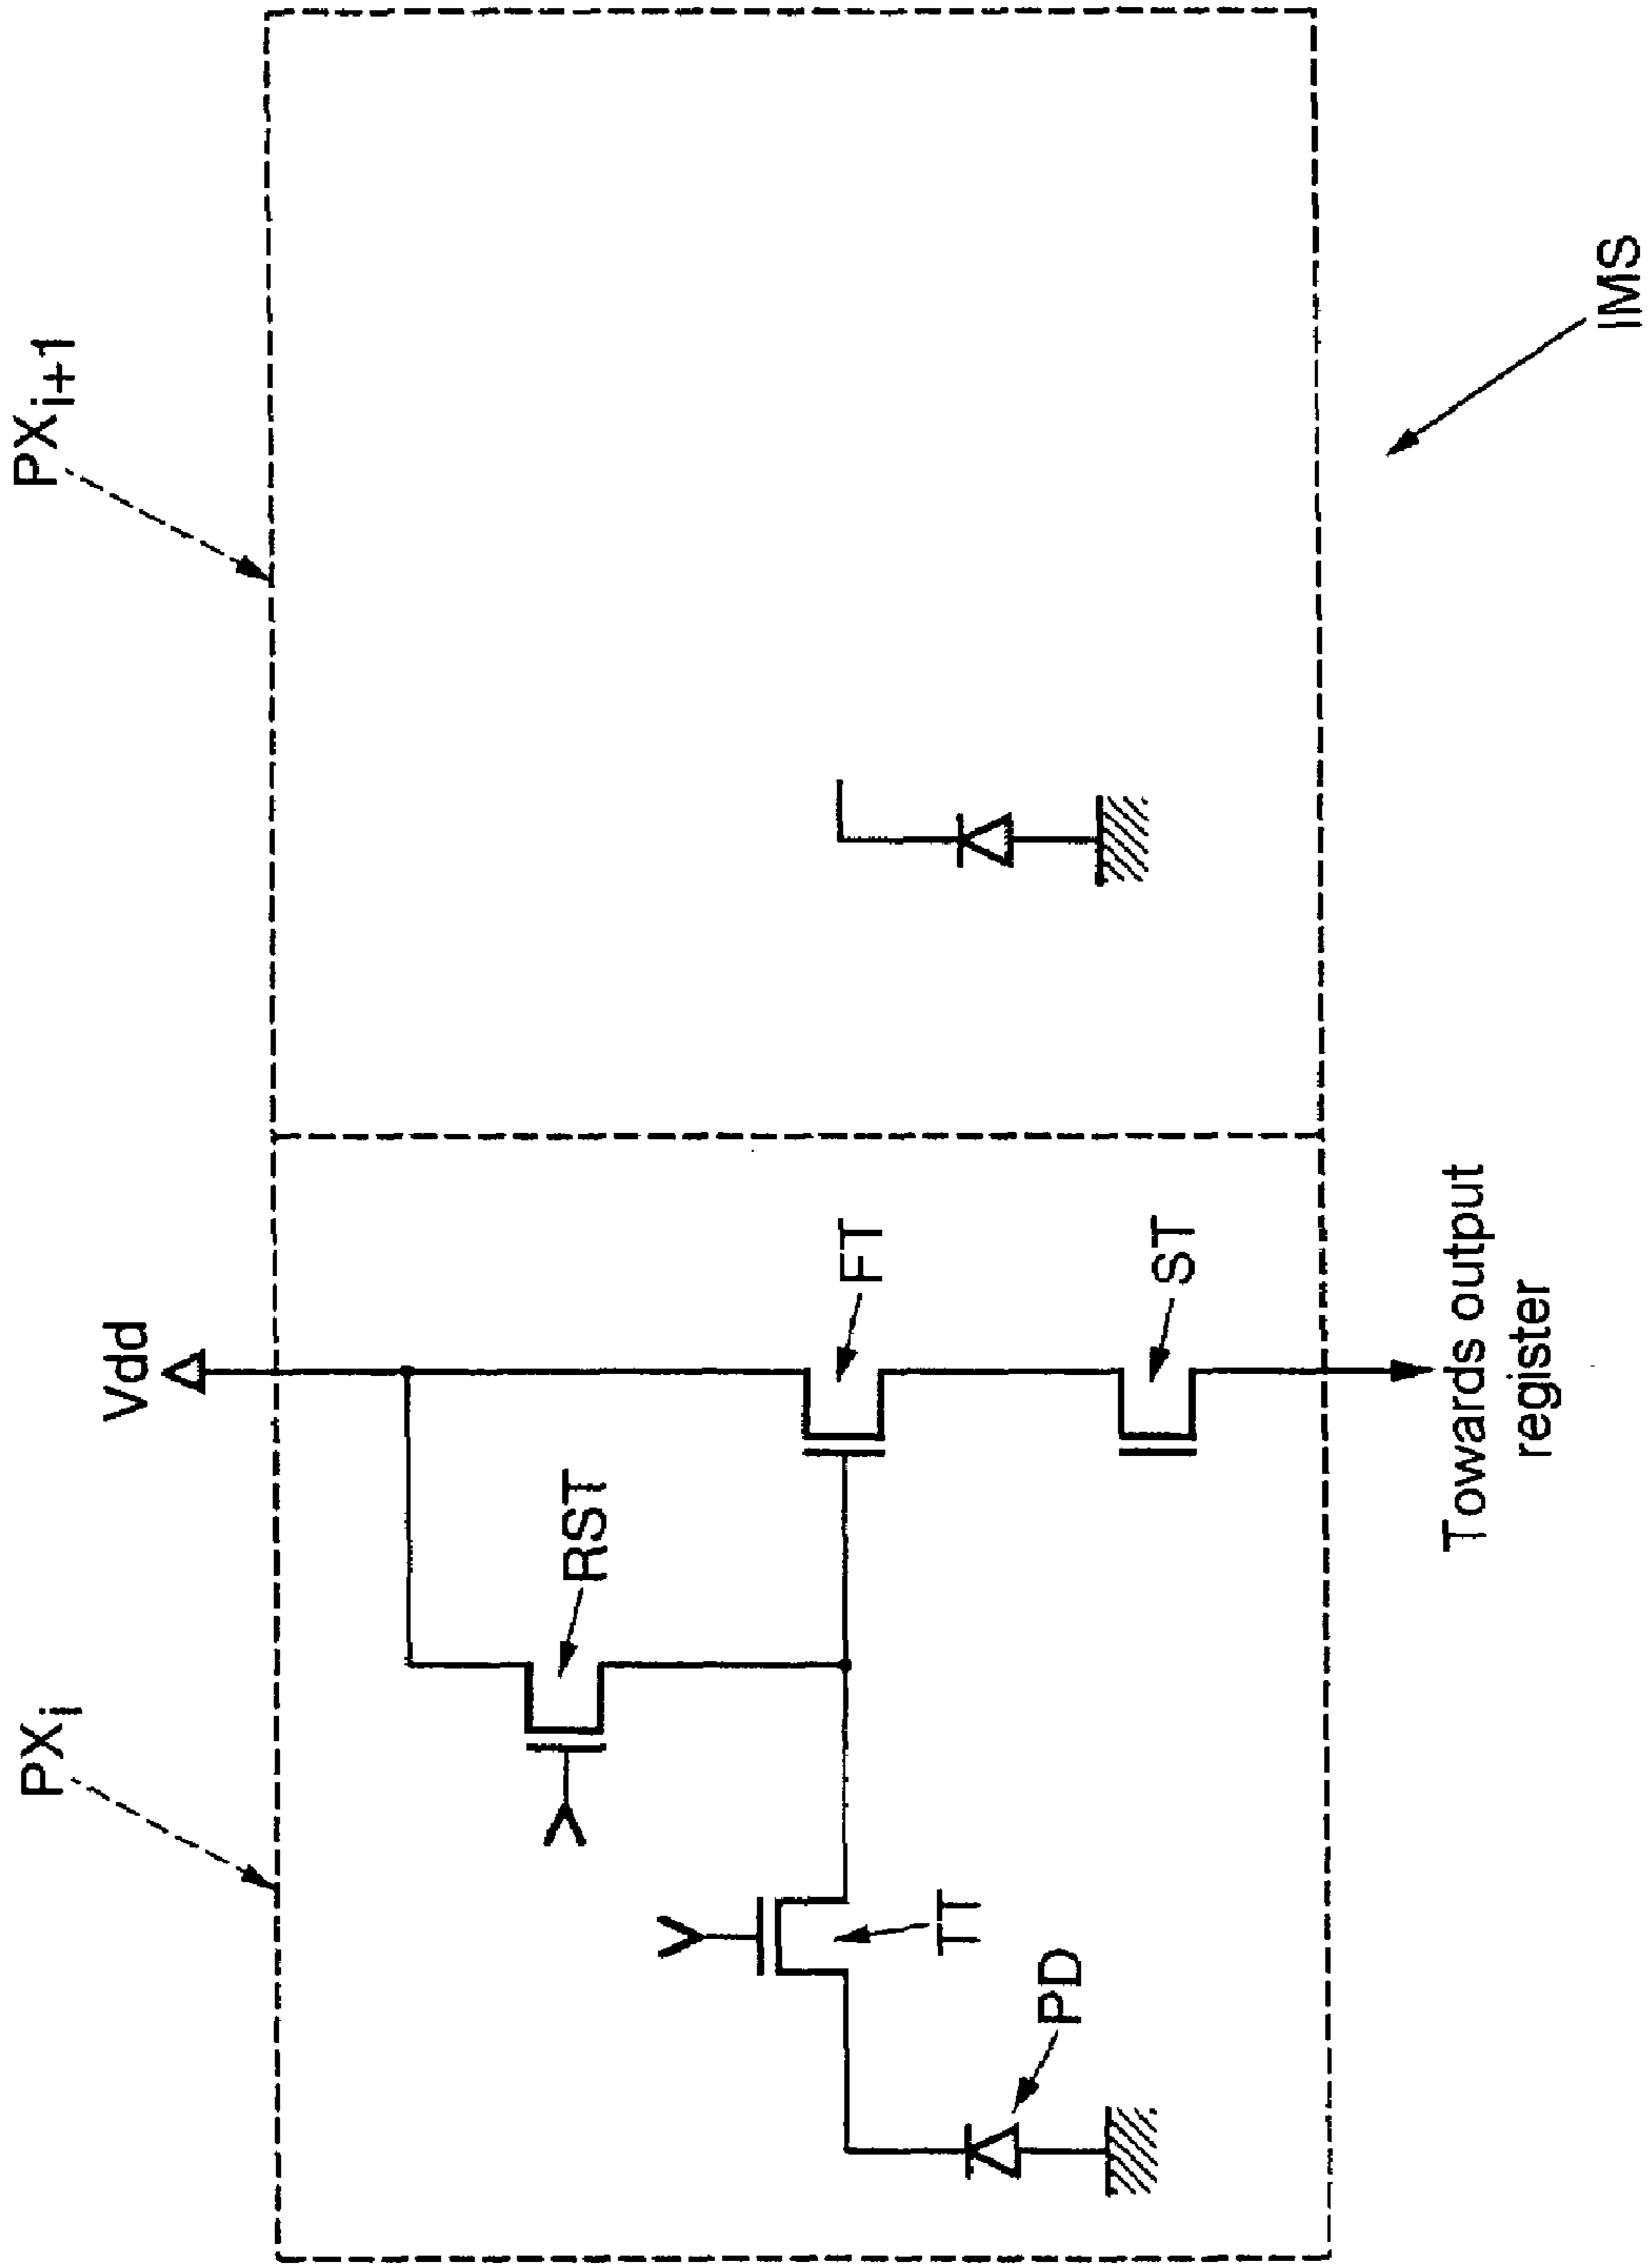 PXi
PXi+1
Vdd
RST
FT
TT
PD
ST
Towards output
register
IMS